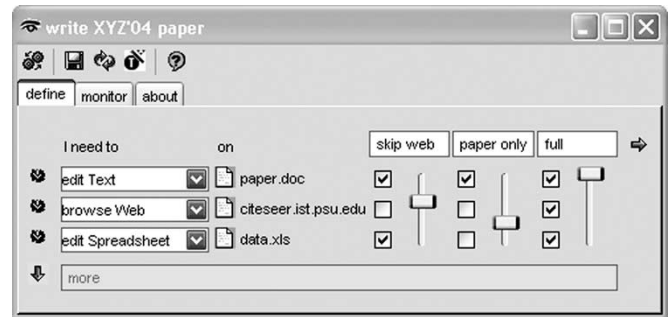 write XYZ'04 paper
define monitor about
I need to on skip web paper only full
edit Text paper.doc
browse Web citeseer.ist.psu.edu
edit Spreadsheet data.xls
more